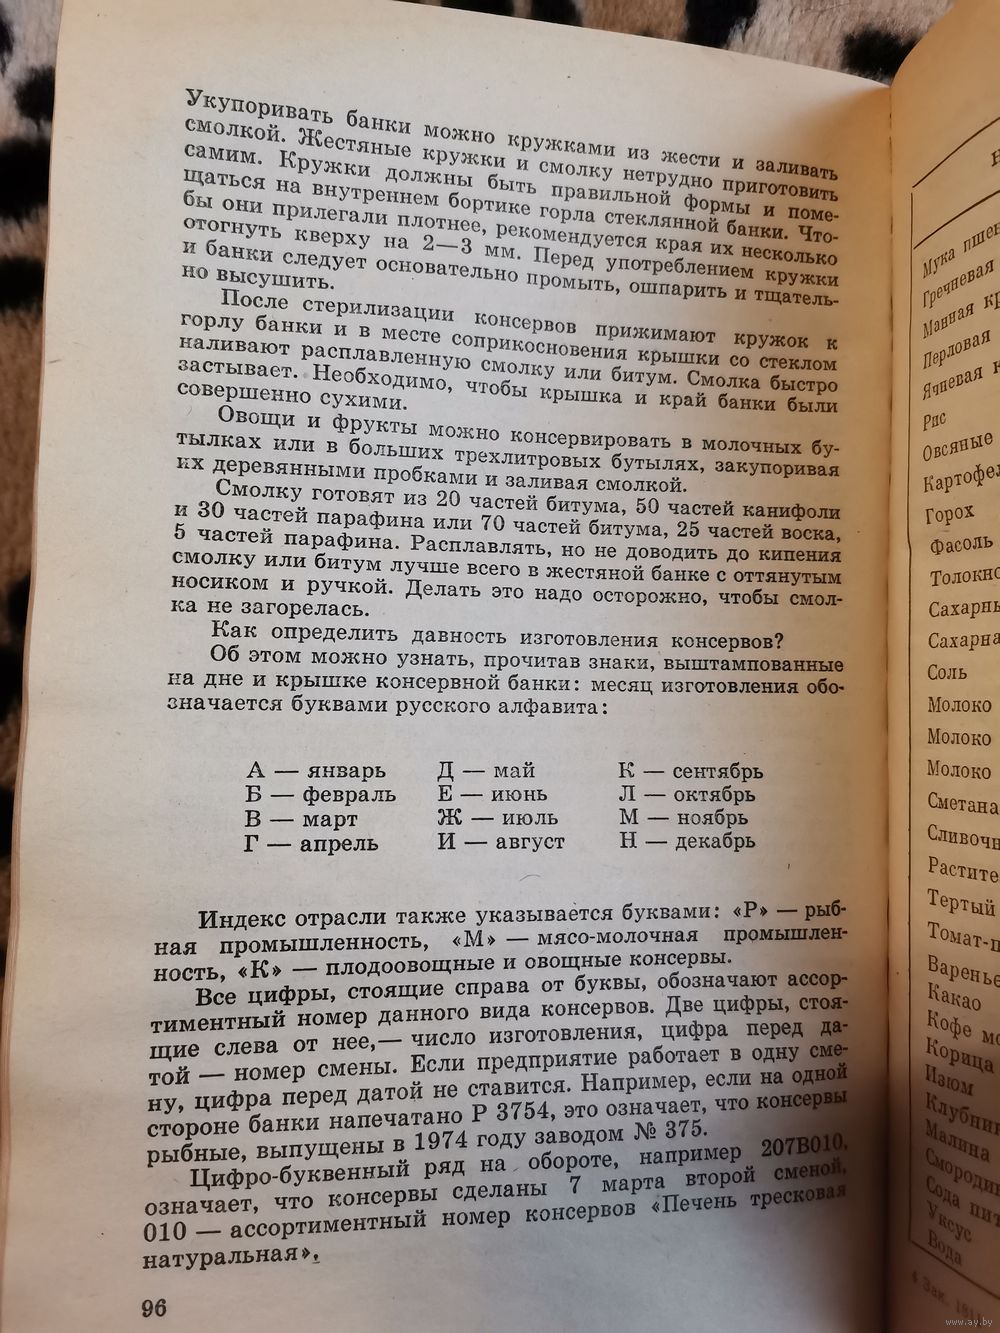 Укупоривать банки можно кружками из жести и заливать
смолкой. Жестяные кружки и смолку нетрудно приготовить
самим. Кружки должны быть правильной формы и поме-
щаться на внутреннем бортике горла стеклянной банки. Что-
бы они прилегали плотнее, рекомендуется края их несколько
отогнуть кверху на 2—3 мм. Перед употреблением кружки
и банки следует основательно промыть, ошпарить и тщатель-
но высушить.
После стерилизации консервов прижимают кружок к
горлу банки и в месте соприкосновения крышки со стеклом
наливают расплавленную смолку или битум. Смолка быстро
застывает. Необходимо, чтобы крышка и край банки были
совершенно сухими.
Овощи и фрукты можно консервировать в молочных бу-
тылках или в больших трехлитровых бутылях, закупоривая
их деревянными пробками и заливая смолкой.
Смолку готовят из 20 частей битума, 50 частей канифоли
и 30 частей парафина или 70 частей битума, 25 частей воска,
5 частей парафина. Расплавлять, но не доводить до кипения
смолку или битум лучше всего в жестяной банке с оттянутым
носиком и ручкой. Делать это надо осторожно, чтобы смол-
ка не загорелась.
Как определить давность изготовления консервов?
Об этом можно узнать, прочитав знаки, выштампованные
на дне и крышке консервной банки: месяц изготовления обо-
значается буквами русского алфавита:
А — январь Д — май К — сентябрь
Б — февраль Е — июнь Л — октябрь
В — март Ж — июль М — ноябрь
Г — апрель И — август Н — декабрь
Индекс отрасли также указывается буквами: «Р» — рыб-
ная промышленность, «М» — мясо-молочная промышлен-
ность, «К» — плодоовощные и овощные консервы.
Все цифры, стоящие справа от буквы, обозначают ассор-
тиментный номер данного вида консервов. Две цифры, стоя-
щие слева от нее,— число изготовления, цифра перед да-
той — номер смены. Если предприятие работает в одну сме-
ну, цифра перед датой не ставится. Например, если на одной
стороне банки напечатано Р 3754, это означает, что консервы
рыбные, выпущены в 1974 году заводом № 375.
Цифро-буквенный ряд на обороте, например 207В010,
означает, что консервы сделаны 7 марта второй сменой,
010 — ассортиментный номер консервов «Печень тресковая
натуральная».
96
Мука пшен
Гречневая
Манная кр
Перловая
Ячневая к
Рис
Овсяные
Картофел
Горох
Фасоль
Толокно
Сахарны
Сахарна
Соль
Молоко
Молоко
Молоко
Сметана
Сливочн
Растите
Тертый
Томат-п
Варенье
Какао
Кофе мо
Корица
Изюм
Клубник
Малина
Смородин
Сода пит
Уксус
Вода
www.ay.by